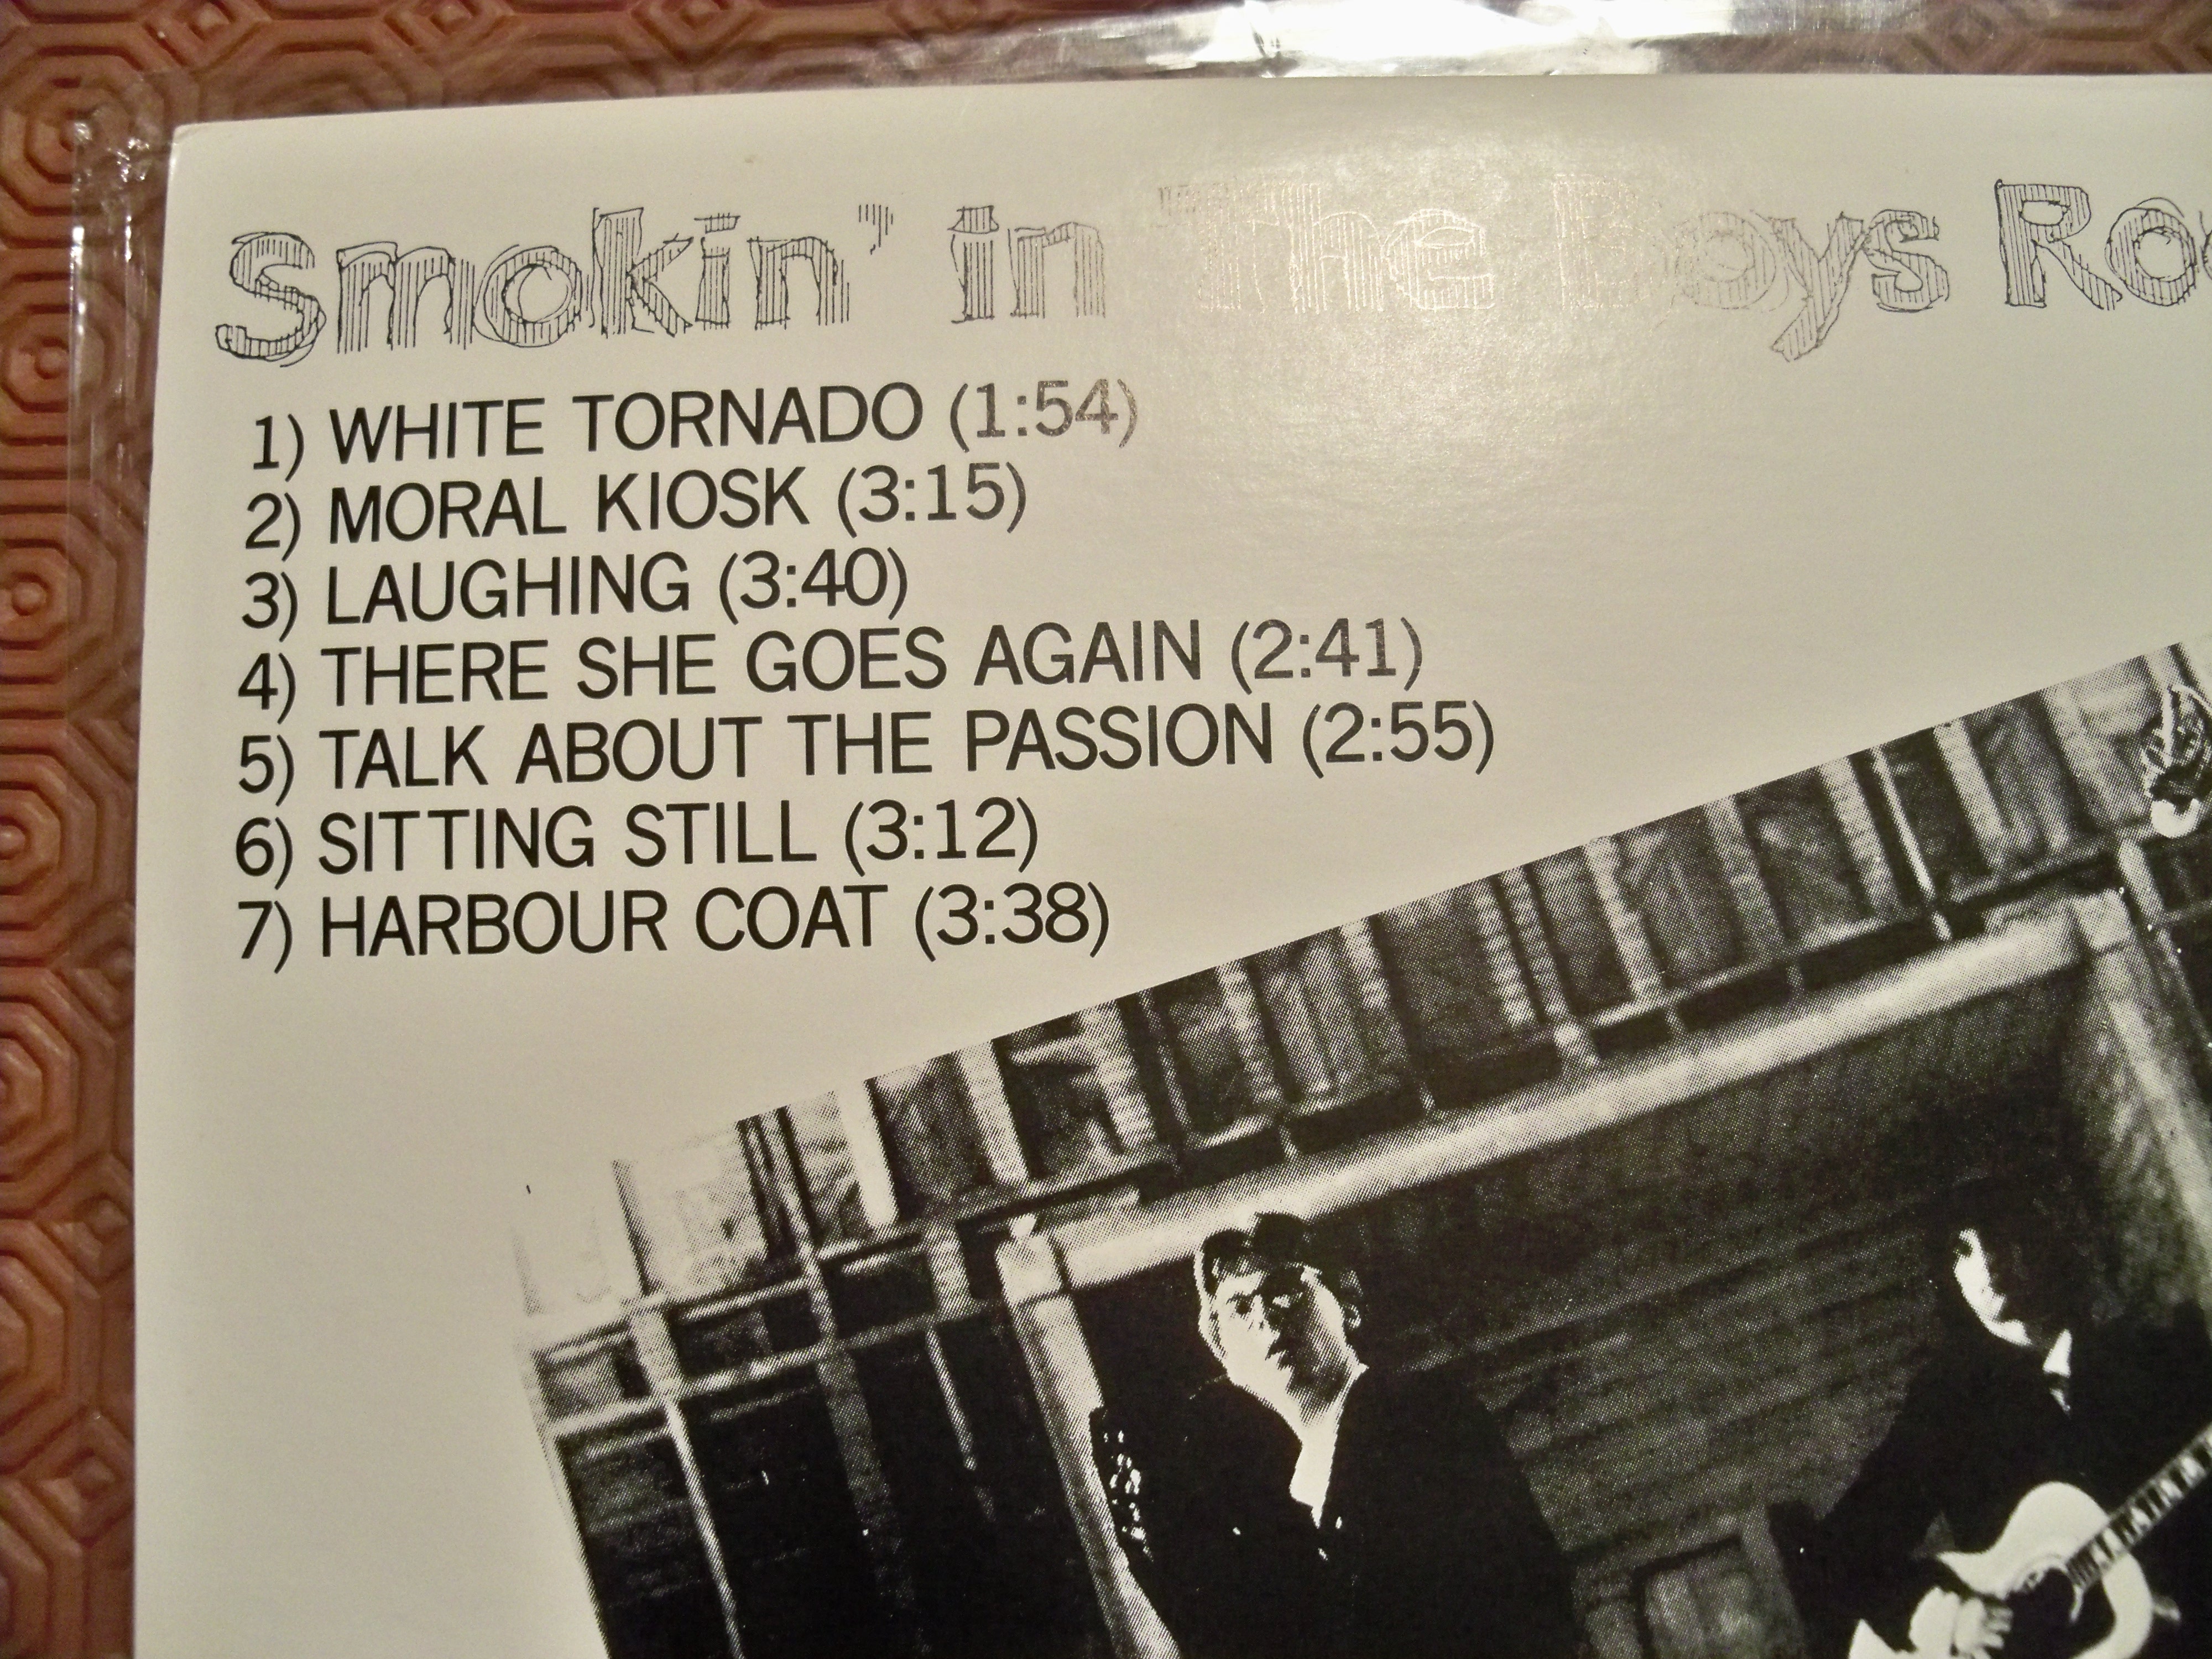 Smokin' in The Boys Roo
1) WHITE TORNADO (1:54)
2) MORAL KIOSK (3:15)
3) LAUGHING (3:40)
4) THERE SHE GOES AGAIN (2:41)
5) TALK ABOUT THE PASSION (2:55)
6) SITTING STILL (3:12)
7) HARBOUR COAT (3:38)